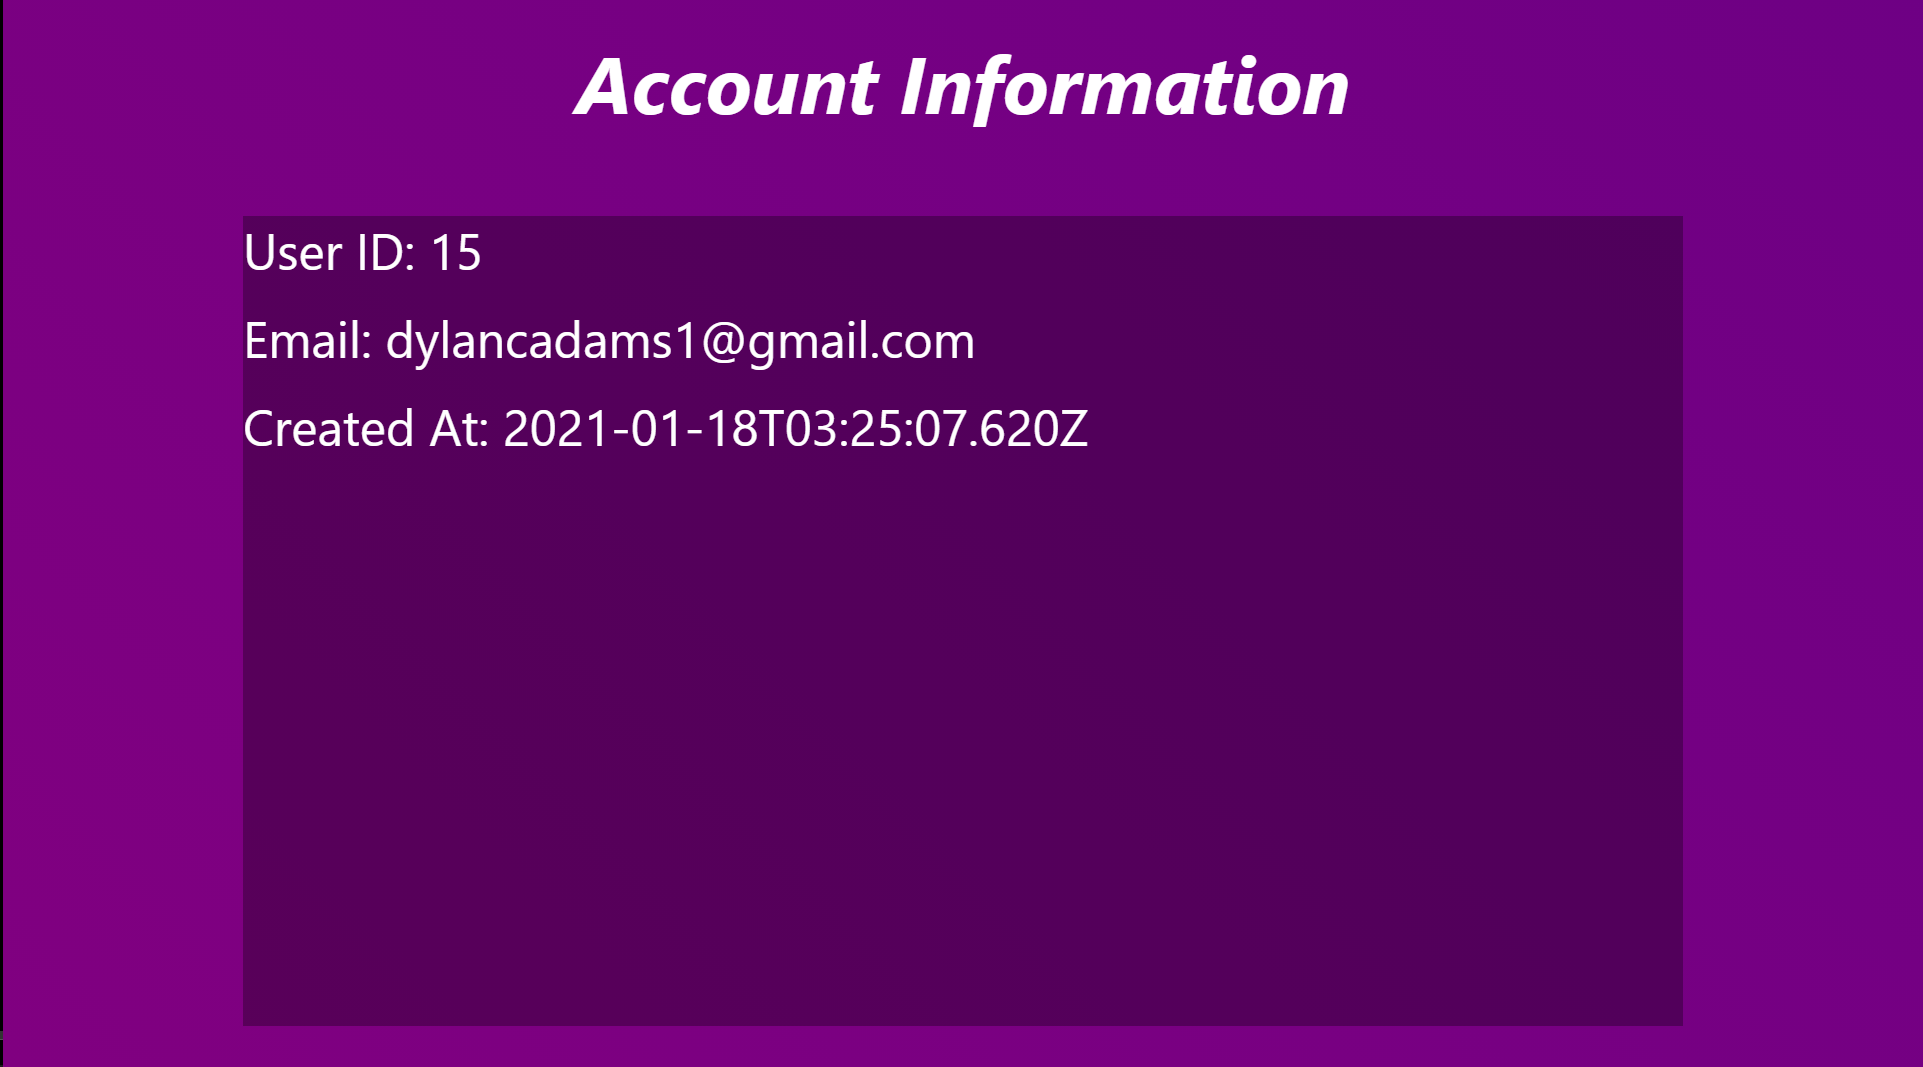 Account Information
User ID: 15
Email: dylancadams1@gmail.com
Created At: 2021-01-18T03:25:07.620Z